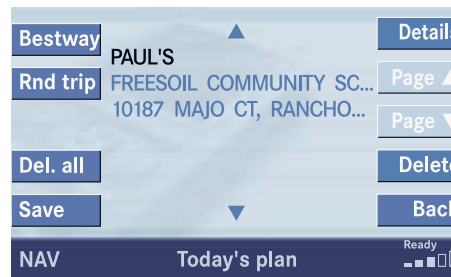 Bestway
Rnd trip
Del. all
Save
PAUL'S
FREESOIL COMMUNITY SC...
10187 MAJO CT, RANCHO...
Details
Page
Page
Delete
Back
NAV
Today's plan
Ready